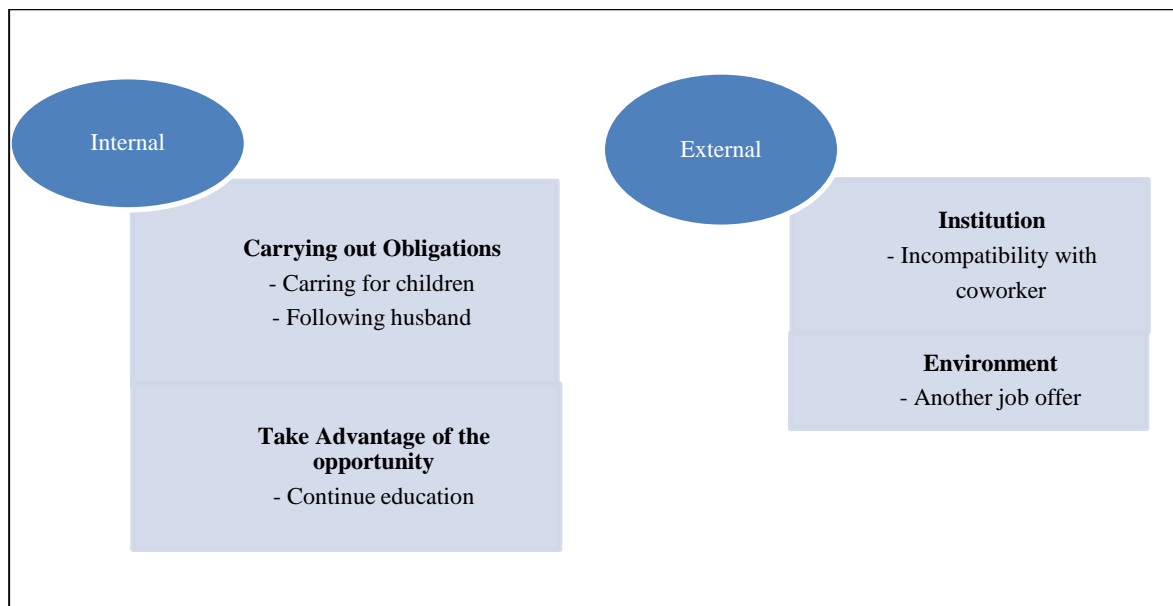 Internal
Carrying out Obligations
- Carring for children
- Following husband
Take Advantage of the
opportunity
- Continue education
External
Institution
- Incompatibility with
coworker
Environment
- Another job offer